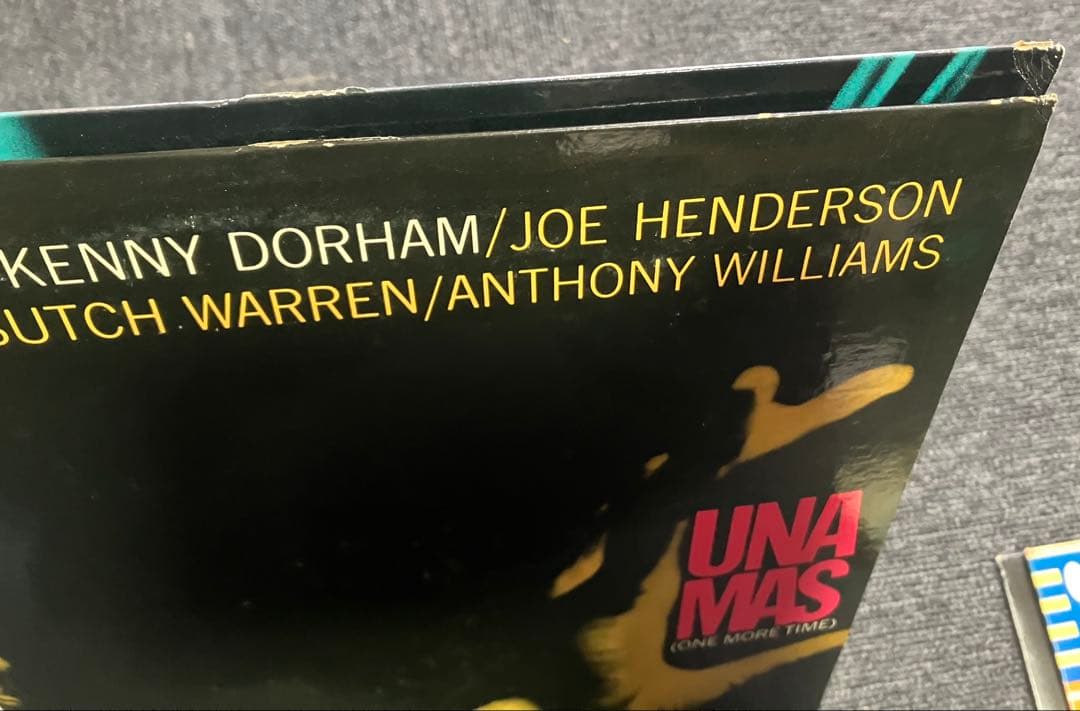 KENNY DORHAM/JOE HENDERSON
BUTCH WARREN/ANTHONY WILLIAMS
UNA
MAS
(ONE MORE TIME)